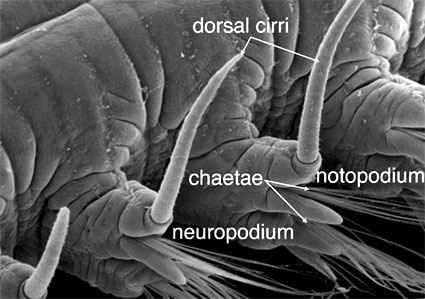 dorsal cirri
notopodium
chaetae
neuropodium